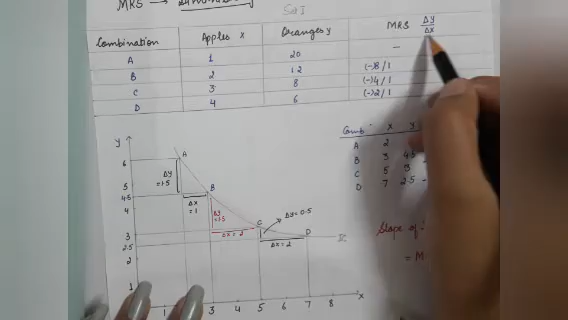 MRS →
Set I
Combination Apples x Oranges y MRS Δy/Δx
A 1 20 –
B 2 12 (-)8/1
C 3 8 (-)4/1
D 4 6 (-)2/1
Comb x y
A 2
B 3 4.5
C 5 3
D 7 2.5 –
Slope of
= M
y
6
5
4.5
4
3
2.5
2
1
A
Δy
= 1.5
B
Δx
= 1
Δy
= 1.5
Δx = 2
C
Δy = 0.5
Δx = 2
D
IC
1 3 4 5 6 7 8 x